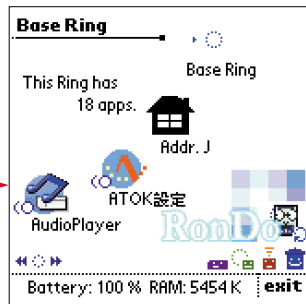 Base Ring
Base Ring
This Ring has
18 apps.
Addr. J
ATOK設定
AudioPlayer
RonDo
Battery: 100 % RAM: 5454 K
exit